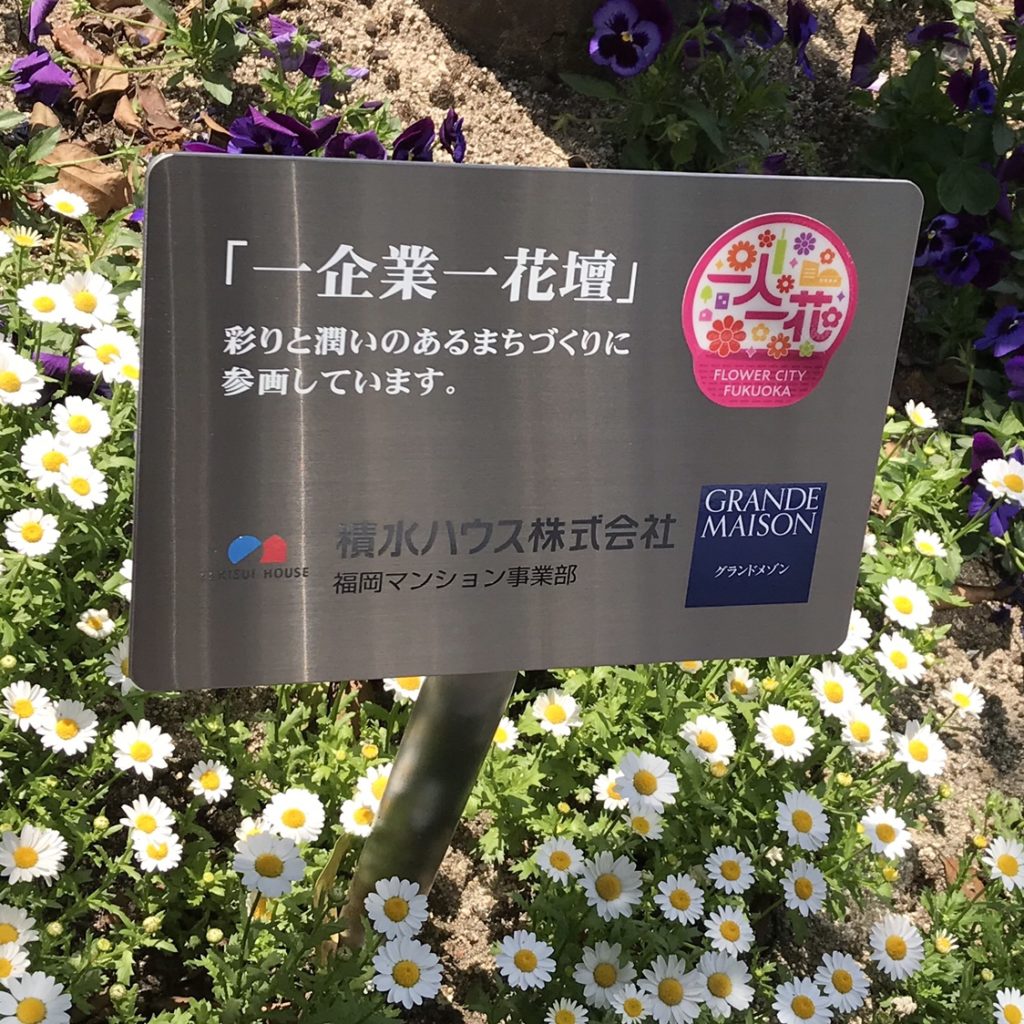 「一企業一花壇」
彩りと潤いのあるまちづくりに
参画しています。
一人一花
FLOWER CITY
FUKUOKA
SEKISUI HOUSE
積水ハウス株式会社
福岡マンション事業部
GRANDE
MAISON
グランドメゾン